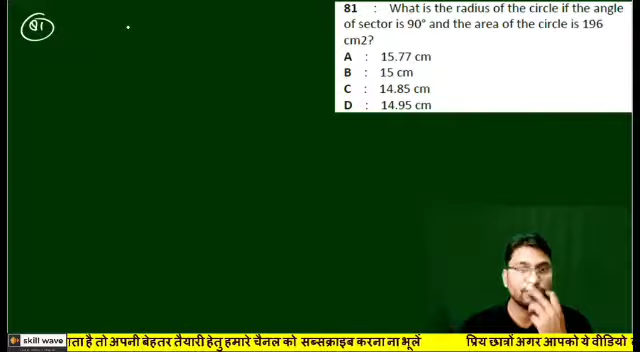 81
81 : What is the radius of the circle if the angle
of sector is 90° and the area of the circle is 196
cm2?
A : 15.77 cm
B : 15 cm
C : 14.85 cm
D : 14.95 cm
skill wave ता है तो अपनी बेहतर तैयारी हेतु हमारे चैनल को सब्सक्राइब करना ना भूलें प्रिय छात्रों अगर आपको ये वीडियो